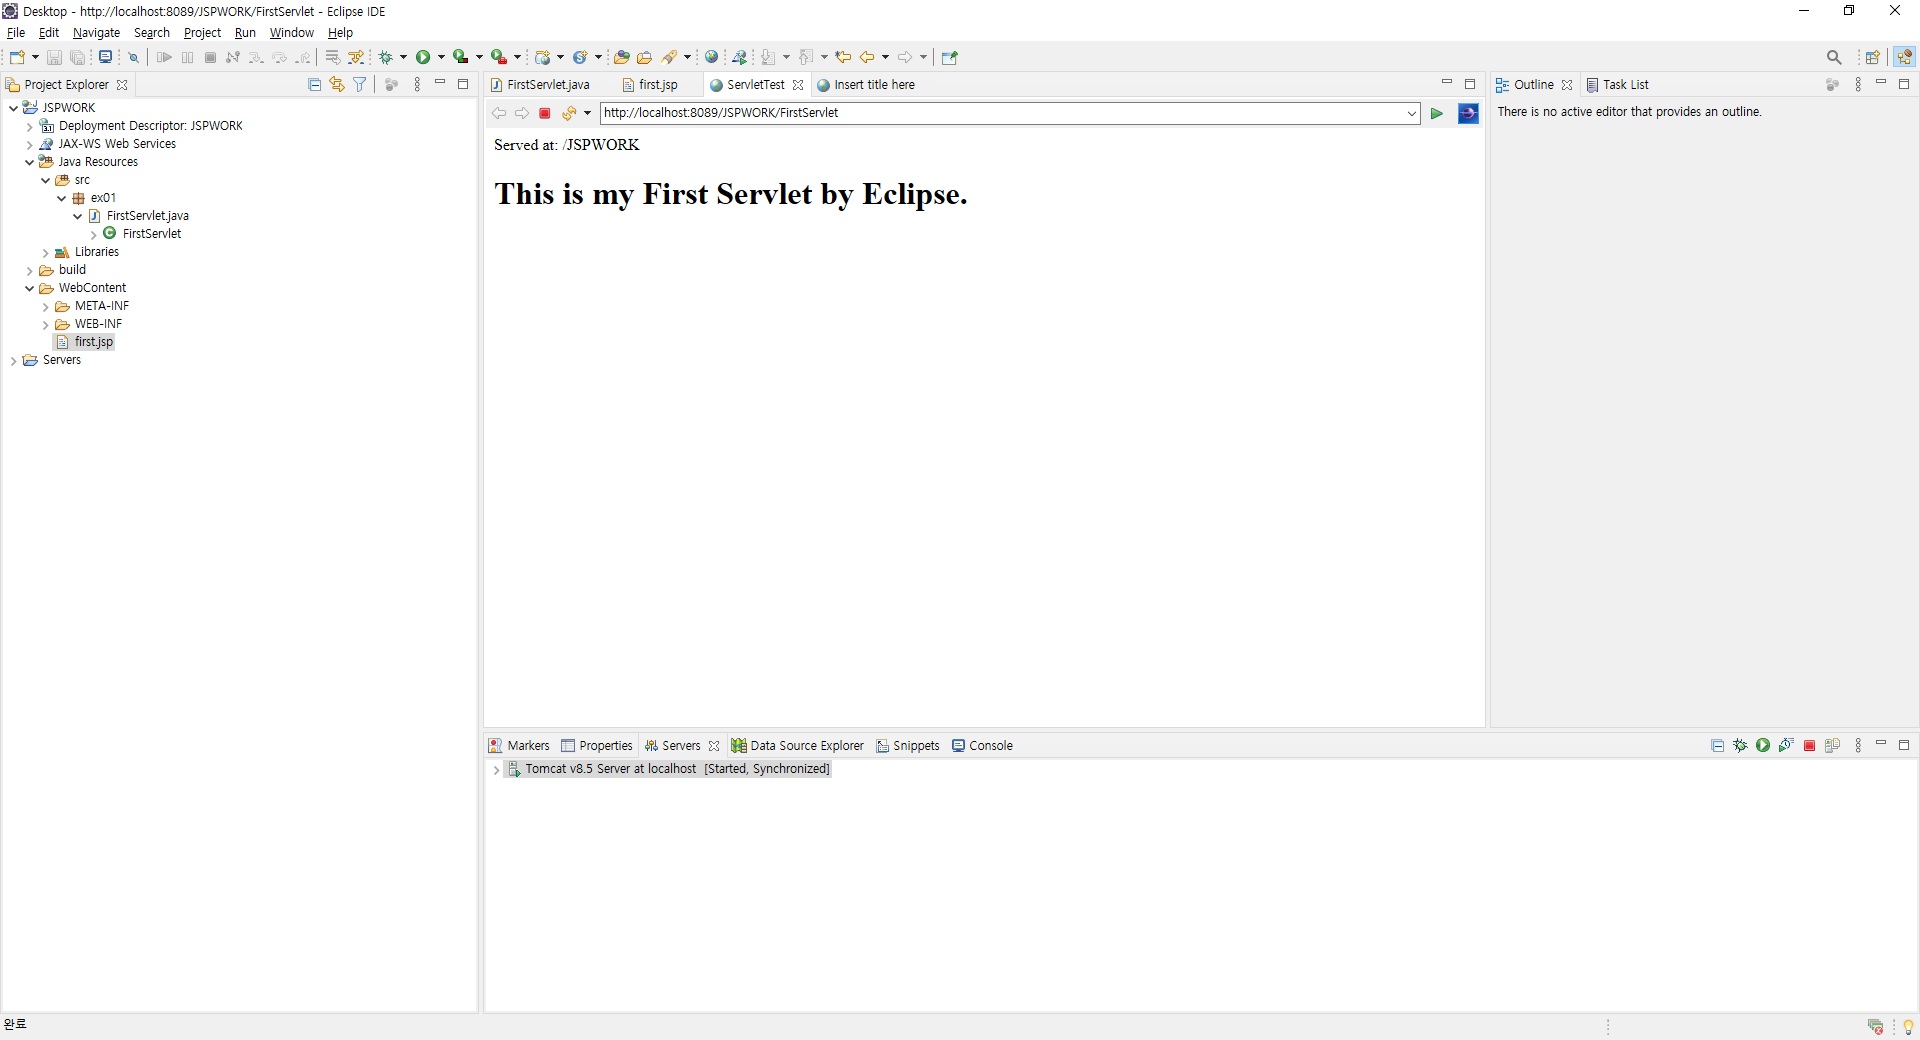 Desktop - http://localhost:8089/JSPWORK/FirstServlet - Eclipse IDE
File Edit Navigate Search Project Run Window Help
Project Explorer
JSPWORK
Deployment Descriptor: JSPWORK
JAX-WS Web Services
Java Resources
src
ex01
FirstServlet.java
FirstServlet
Libraries
build
WebContent
META-INF
WEB-INF
first.jsp
Servers
FirstServlet.java first.jsp ServletTest Insert title here
http://localhost:8089/JSPWORK/FirstServlet
Served at: /JSPWORK
This is my First Servlet by Eclipse.
Outline Task List
There is no active editor that provides an outline.
Markers Properties Servers Data Source Explorer Snippets Console
Tomcat v8.5 Server at localhost [Started, Synchronized]
완료